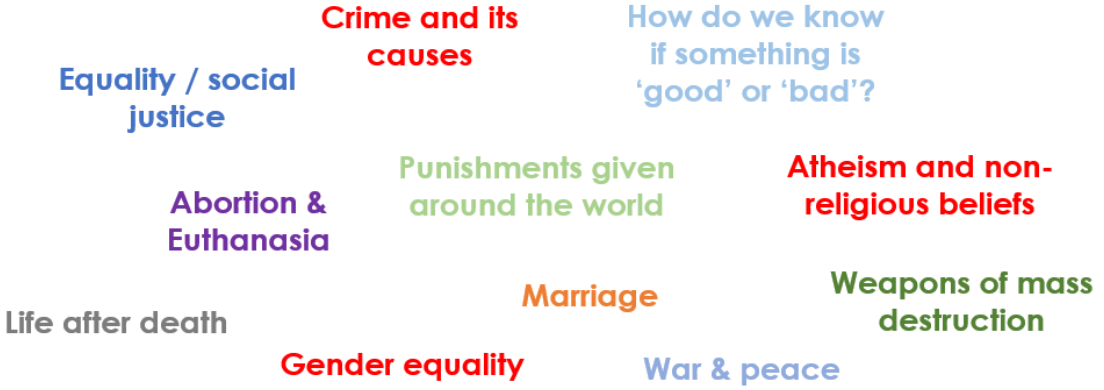 Crime and its
causes
How do we know
if something is
‘good’ or ‘bad’?
Equality / social
justice
Punishments given
around the world
Atheism and non-
religious beliefs
Abortion &
Euthanasia
Marriage
Weapons of mass
destruction
Life after death
Gender equality
War & peace